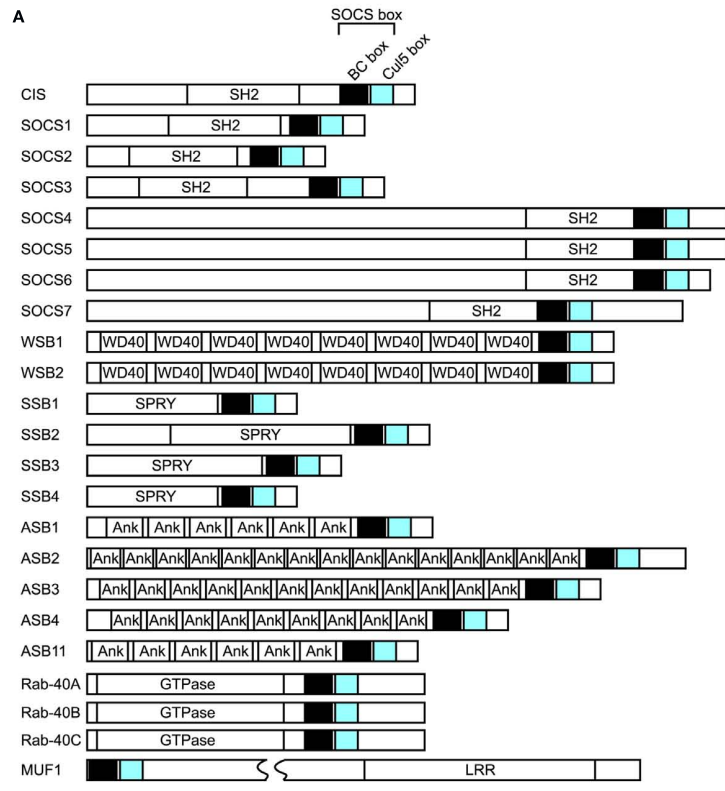 A
SOCS box
BC box
Cul5 box
CIS SH2
SOCS1 SH2
SOCS2 SH2
SOCS3 SH2
SOCS4 SH2
SOCS5 SH2
SOCS6 SH2
SOCS7 SH2
WSB1 WD40 WD40 WD40 WD40 WD40 WD40 WD40 WD40
WSB2 WD40 WD40 WD40 WD40 WD40 WD40 WD40 WD40
SSB1 SPRY
SSB2 SPRY
SSB3 SPRY
SSB4 SPRY
ASB1 Ank Ank Ank Ank Ank Ank
ASB2 Ank Ank Ank Ank Ank Ank Ank Ank Ank Ank Ank Ank Ank Ank Ank
ASB3 Ank Ank Ank Ank Ank Ank Ank Ank Ank Ank Ank Ank
ASB4 Ank Ank Ank Ank Ank Ank Ank Ank Ank
ASB11 Ank Ank Ank Ank Ank Ank
Rab-40A GTPase
Rab-40B GTPase
Rab-40C GTPase
MUF1 LRR